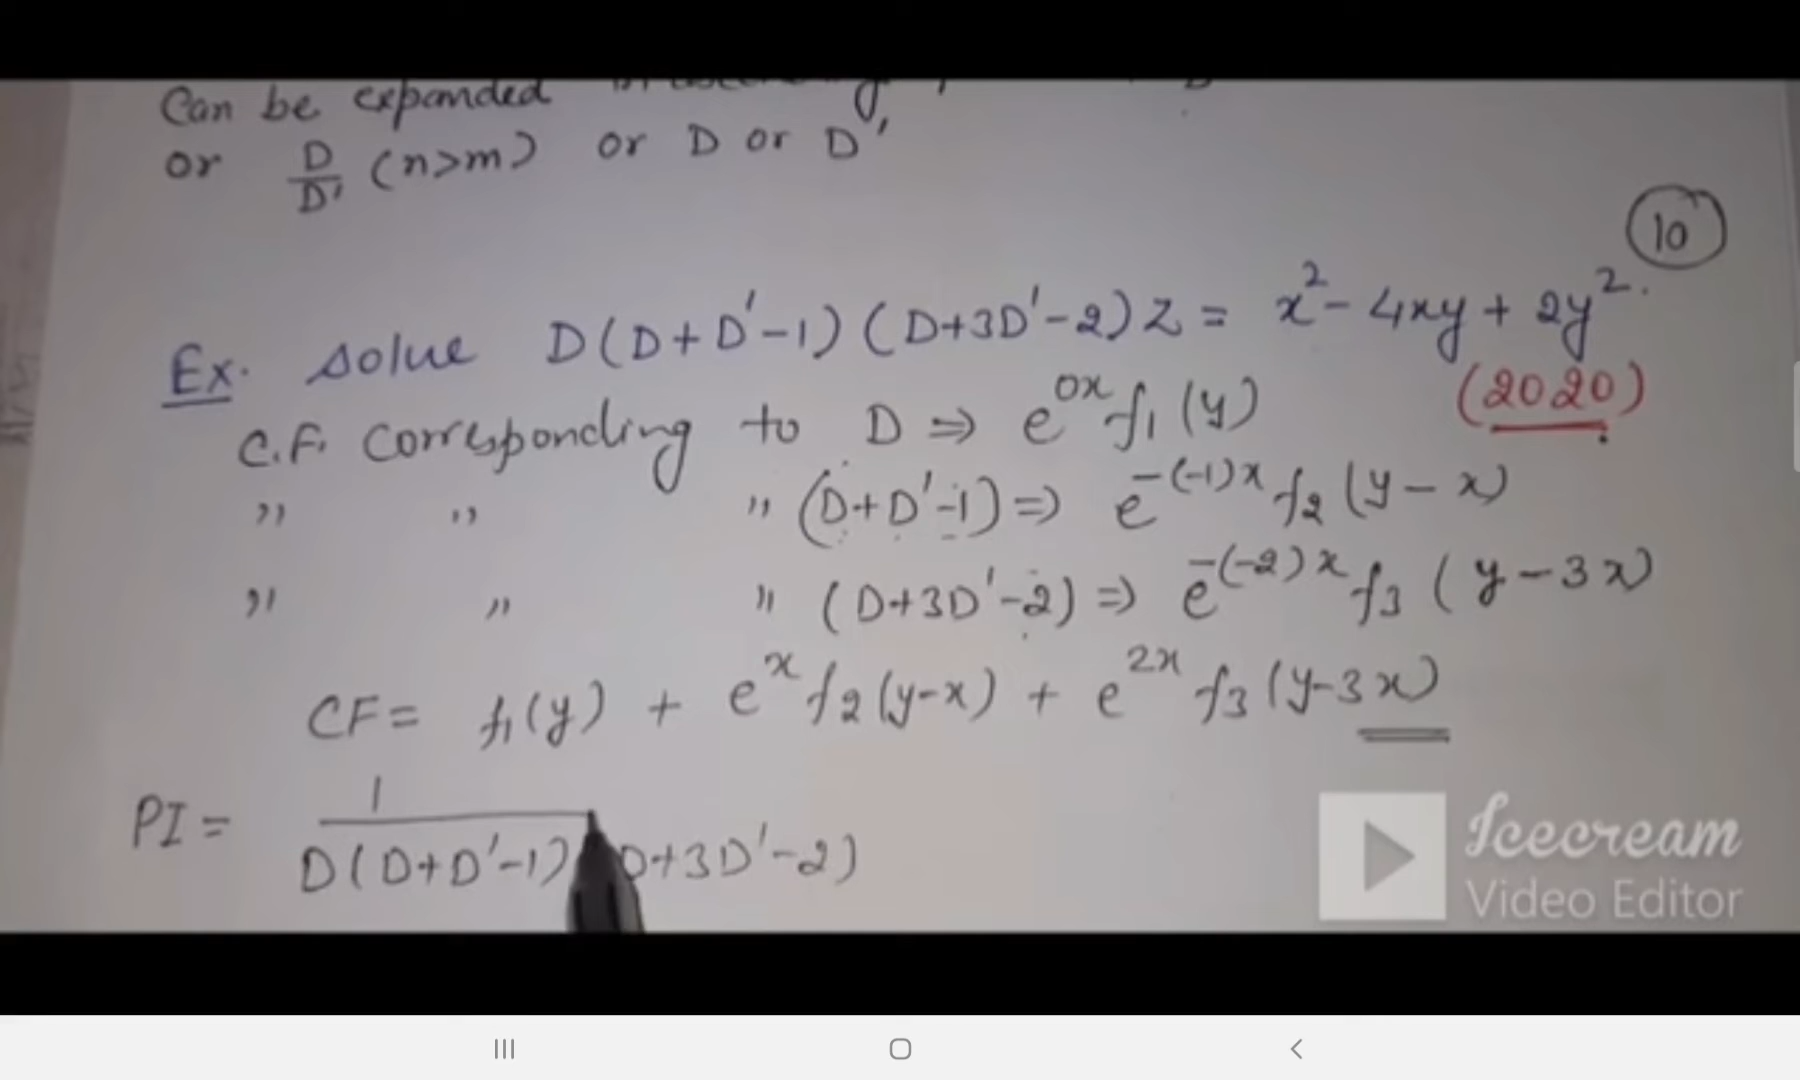 Can be expanded
or D/D' (n>m) or D or D'
10
Ex. solve D(D+D'-1)(D+3D'-2)Z = x²-4xy+2y².
(2020)
C.F. Corresponding to D ⇒ e^{0x} f₁(y)
" " " (D+D'-1) ⇒ e^{-(-1)x} f₂(y-x)
" " " (D+3D'-2) ⇒ e^{-(-2)x} f₃(y-3x)
CF = f₁(y) + e^x f₂(y-x) + e^{2x} f₃(y-3x)
PI = 1/D(D+D'-1)(D+3D'-2)
Icecream
Video Editor